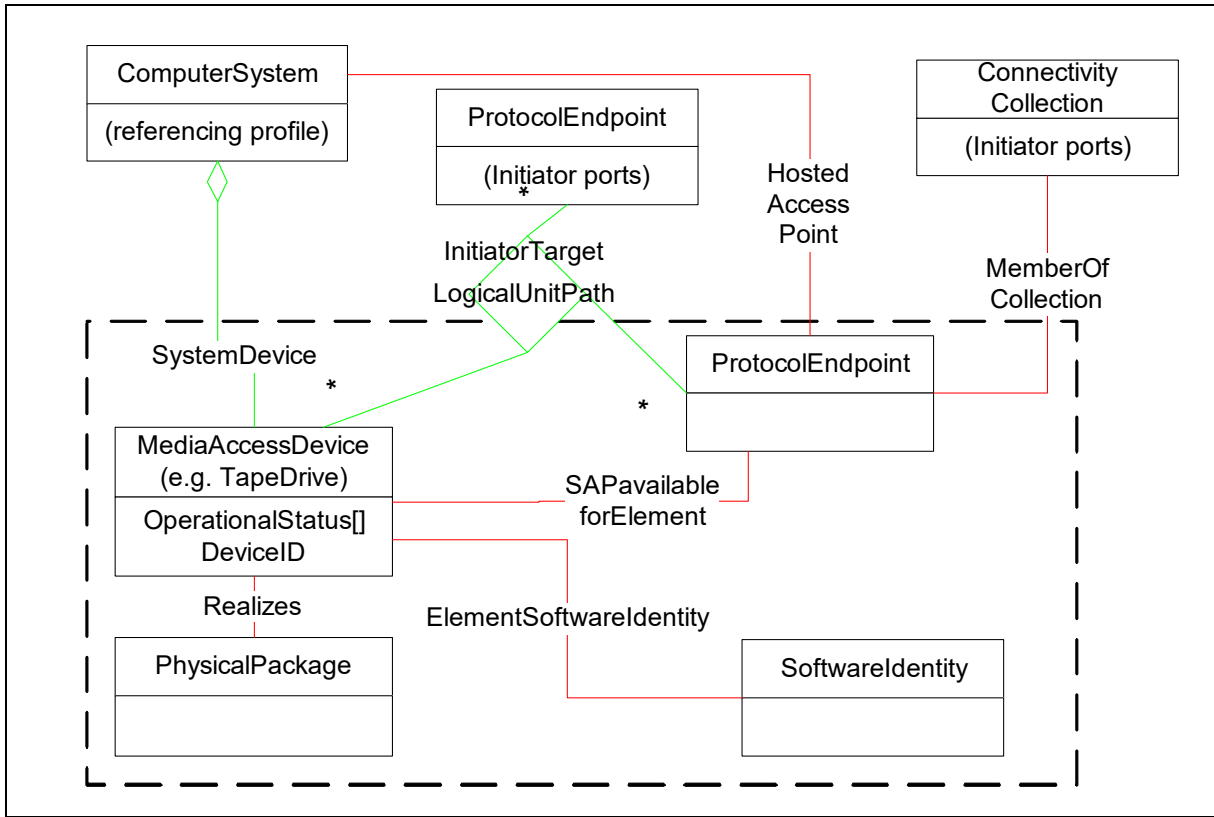 ComputerSystem
(referencing profile)
ProtocolEndpoint
(Initiator ports)
*
Connectivity
Collection
(Initiator ports)
Hosted
Access
Point
InitiatorTarget
LogicalUnitPath
MemberOf
Collection
SystemDevice
*
*
ProtocolEndpoint
MediaAccessDevice
(e.g. TapeDrive)
OperationalStatus[]
DeviceID
SAPavailable
forElement
Realizes
ElementSoftwareIdentity
PhysicalPackage
SoftwareIdentity